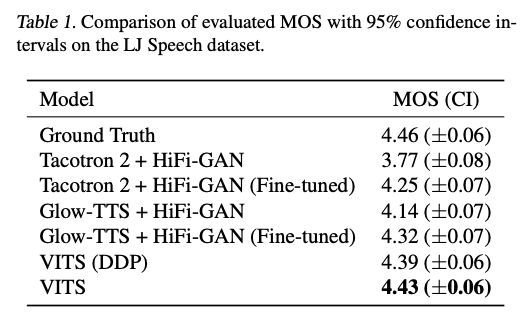 Table 1. Comparison of evaluated MOS with 95% confidence in-
tervals on the LJ Speech dataset.
Model MOS (CI)
Ground Truth 4.46 (±0.06)
Tacotron 2 + HiFi-GAN 3.77 (±0.08)
Tacotron 2 + HiFi-GAN (Fine-tuned) 4.25 (±0.07)
Glow-TTS + HiFi-GAN 4.14 (±0.07)
Glow-TTS + HiFi-GAN (Fine-tuned) 4.32 (±0.07)
VITS (DDP) 4.39 (±0.06)
VITS 4.43 (±0.06)